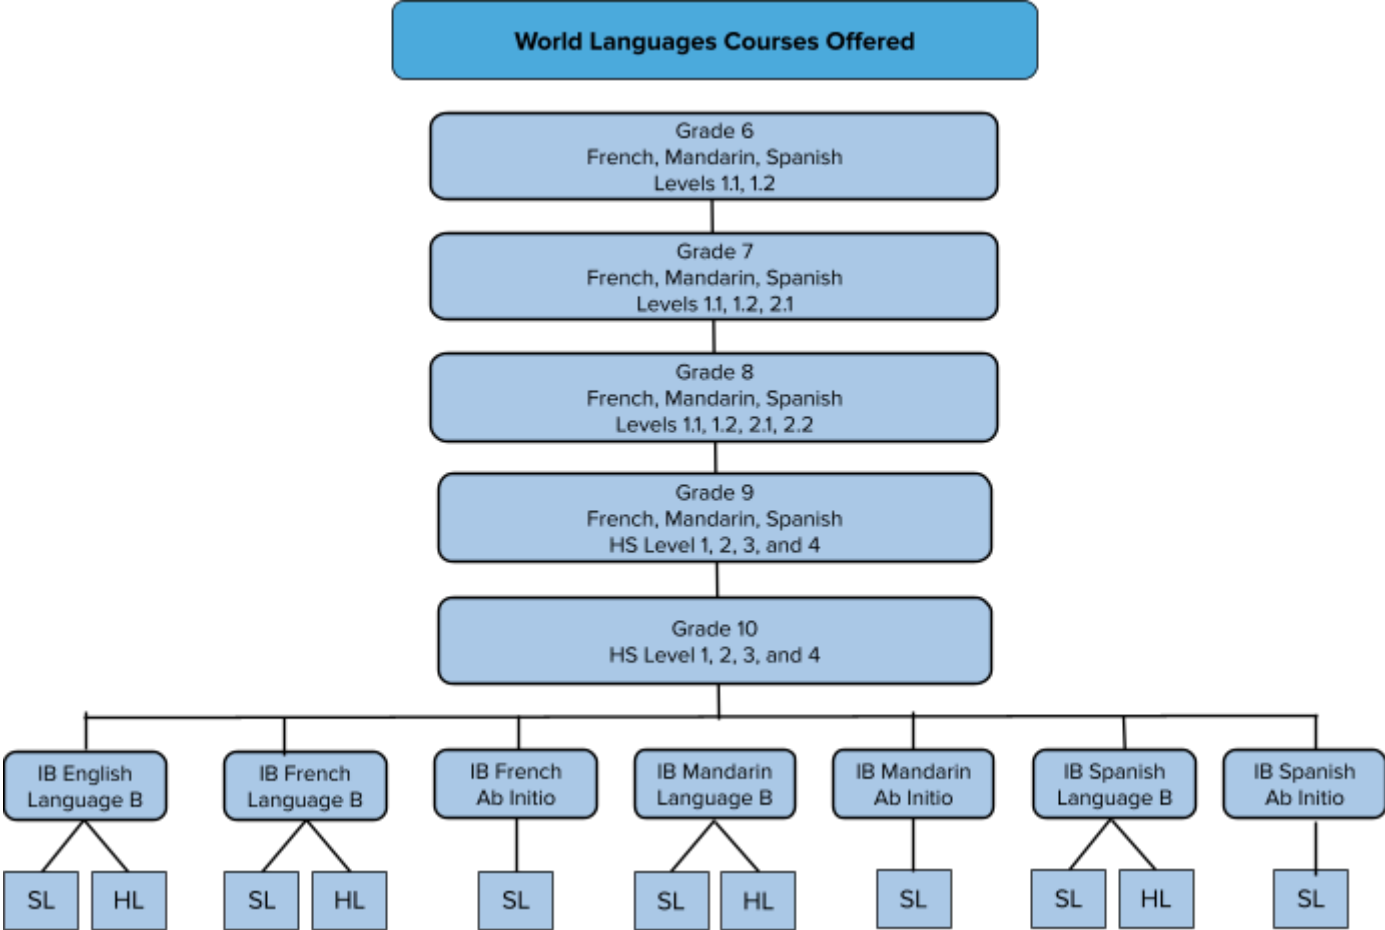 World Languages Courses Offered
Grade 6
French, Mandarin, Spanish
Levels 1.1, 1.2
Grade 7
French, Mandarin, Spanish
Levels 1.1, 1.2, 2.1
Grade 8
French, Mandarin, Spanish
Levels 1.1, 1.2, 2.1, 2.2
Grade 9
French, Mandarin, Spanish
HS Level 1, 2, 3, and 4
Grade 10
HS Level 1, 2, 3, and 4
IB English
Language B
IB French
Language B
IB French
Ab Initio
IB Mandarin
Language B
IB Mandarin
Ab Initio
IB Spanish
Language B
IB Spanish
Ab Initio
SL
HL
SL
HL
SL
SL
HL
SL
SL
HL
SL